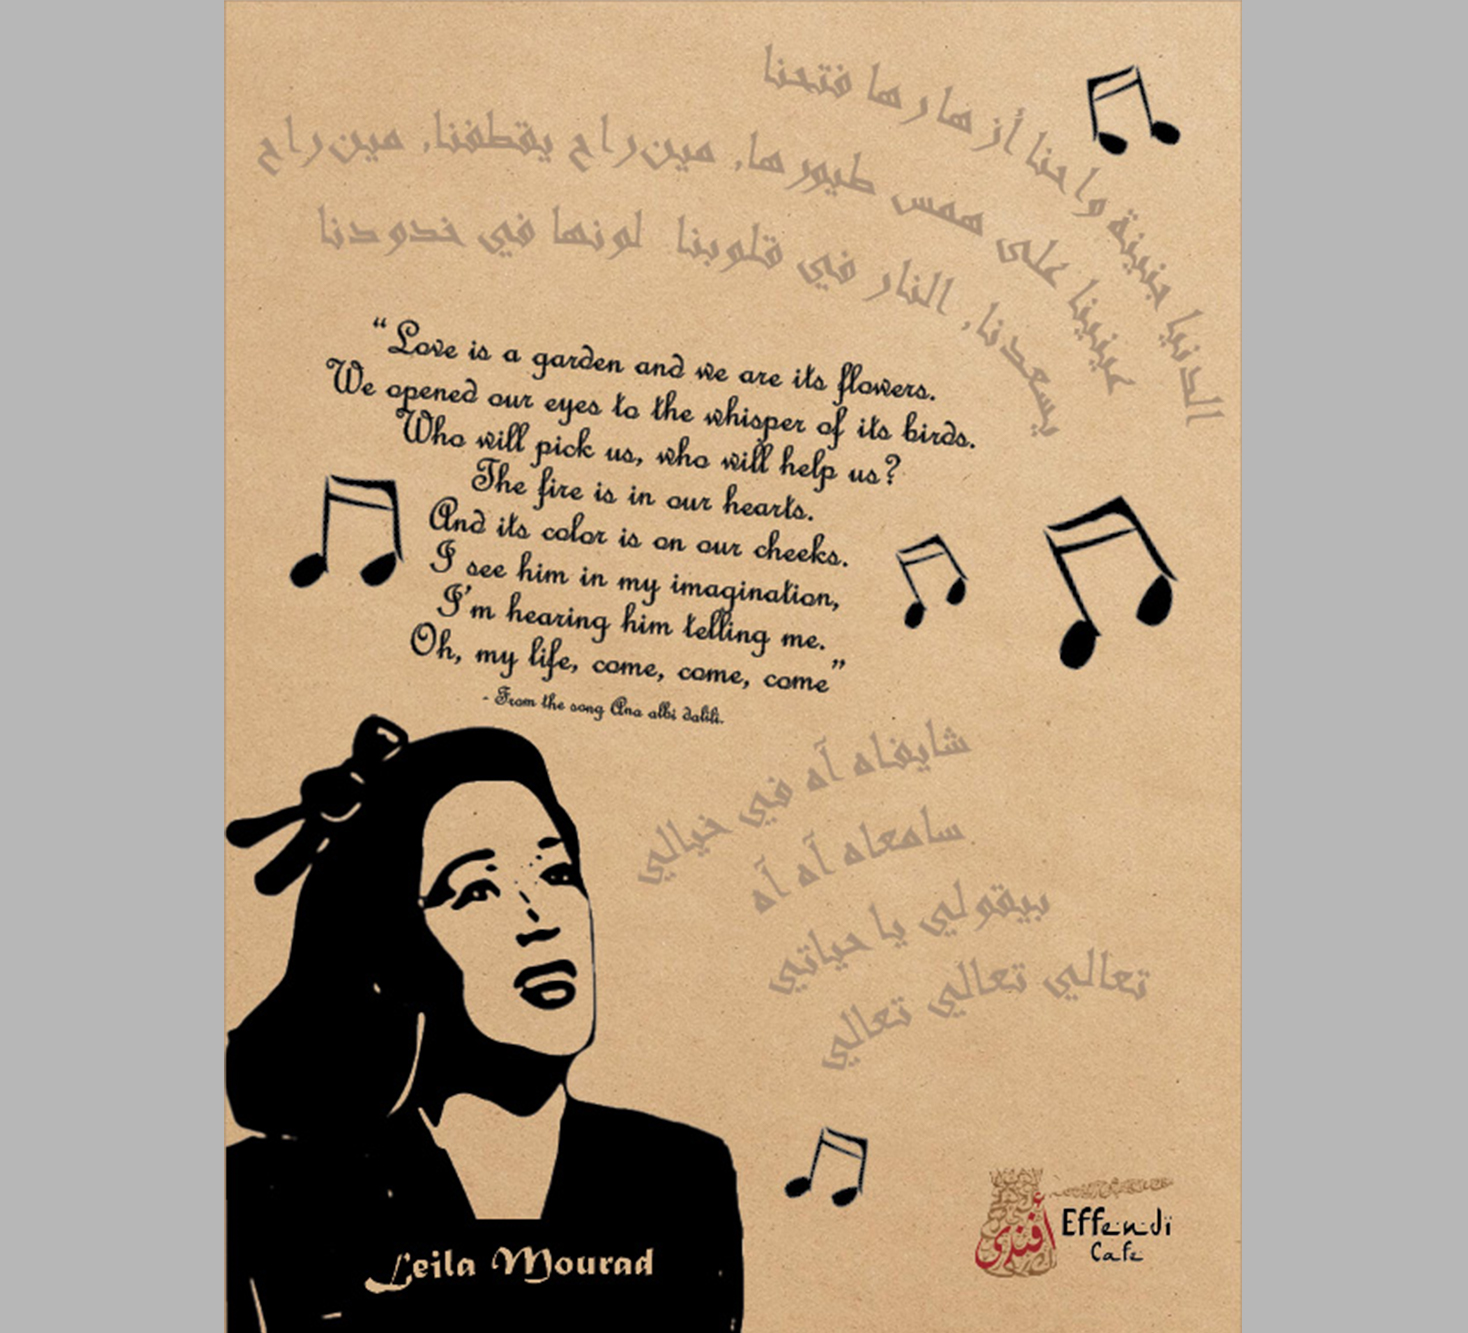 الدنيا جنينة واحنا أزهارها فتحنا
عينينا على همس طيورها, مين راح يقطفنا, مين راح
يسعدنا, النار في قلوبنا لونها في خدودنا
“Love is a garden and we are its flowers.
We opened our eyes to the whisper of its birds.
Who will pick us, who will help us?
The fire is in our hearts.
And its color is on our cheeks.
I see him in my imagination,
I’m hearing him telling me.
Oh, my life, come, come, come”
- From the song Ana albi dalili.
شايفاه آه في خيالي
سامعاه آه آه
بيقولي يا حياتي
تعالي تعالي تعالي
Leila Mourad
أفندى
Effendi
Cafe